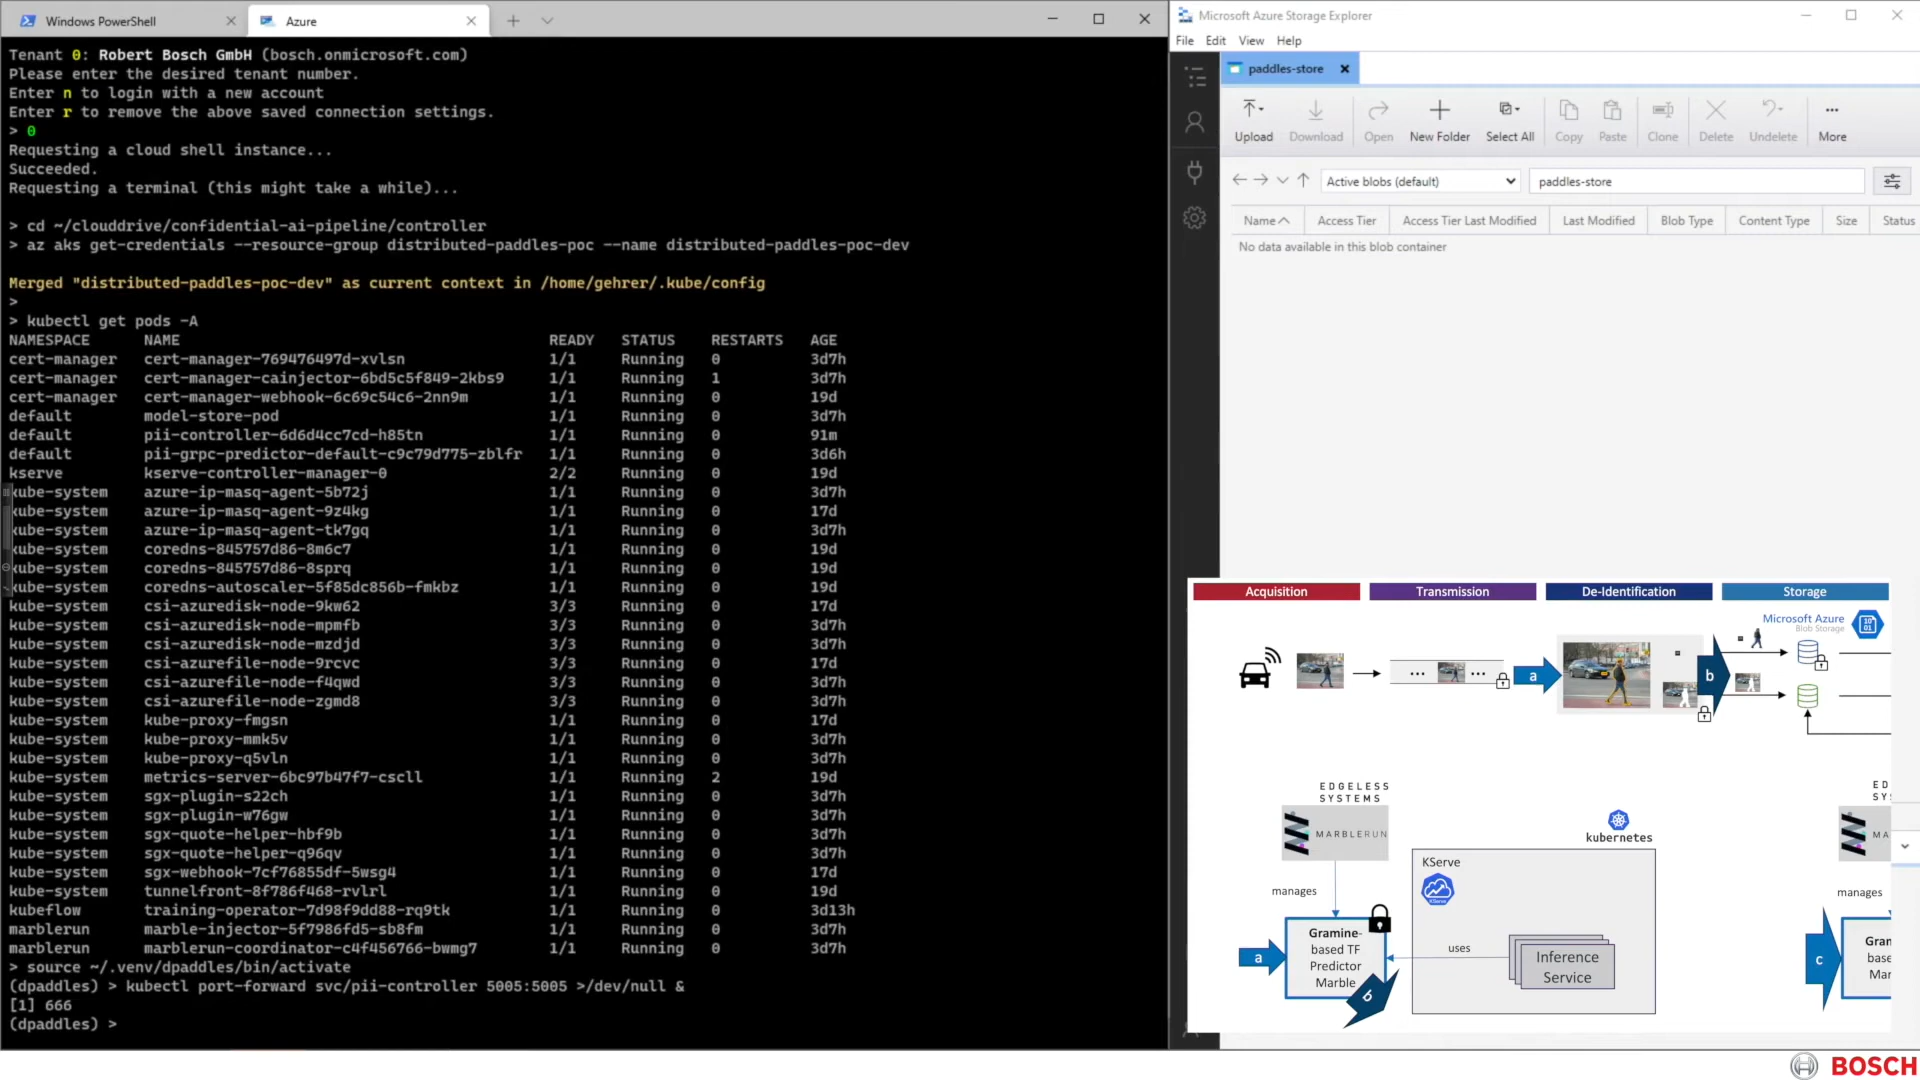 Windows PowerShell
Azure
Tenant 0: Robert Bosch GmbH (bosch.onmicrosoft.com)
Please enter the desired tenant number.
Enter n to login with a new account
Enter r to remove the above saved connection settings.
> 0
Requesting a cloud shell instance...
Succeeded.
Requesting a terminal (this might take a while)...
> cd ~/clouddrive/confidential-ai-pipeline/controller
> az aks get-credentials --resource-group distributed-paddles-poc --name distributed-paddles-poc-dev
Merged "distributed-paddles-poc-dev" as current context in /home/gehrer/.kube/config
>
> kubectl get pods -A
NAMESPACE NAME READY STATUS RESTARTS AGE
cert-manager cert-manager-769476497d-xvlsn 1/1 Running 0 3d7h
cert-manager cert-manager-cainjector-6bd5c5f849-2kbs9 1/1 Running 1 3d7h
cert-manager cert-manager-webhook-6c69c54c6-2nn9m 1/1 Running 0 19d
default model-store-pod 1/1 Running 0 3d7h
default pii-controller-6d6d4cc7cd-h85tn 1/1 Running 0 91m
default pii-grpc-predictor-default-c9c79d775-zblfr 1/1 Running 0 3d6h
kserve kserve-controller-manager-0 2/2 Running 0 19d
kube-system azure-ip-masq-agent-5b72j 1/1 Running 0 3d7h
kube-system azure-ip-masq-agent-9z4kg 1/1 Running 0 17d
kube-system azure-ip-masq-agent-tk7gq 1/1 Running 0 3d7h
kube-system coredns-845757d86-8m6c7 1/1 Running 0 19d
kube-system coredns-845757d86-8sprq 1/1 Running 0 19d
kube-system coredns-autoscaler-5f85dc856b-fmkbz 1/1 Running 0 19d
kube-system csi-azuredisk-node-9kw62 3/3 Running 0 17d
kube-system csi-azuredisk-node-mpmfb 3/3 Running 0 3d7h
kube-system csi-azuredisk-node-mzdjd 3/3 Running 0 3d7h
kube-system csi-azurefile-node-9rcvc 3/3 Running 0 17d
kube-system csi-azurefile-node-f4qwd 3/3 Running 0 3d7h
kube-system csi-azurefile-node-zgmd8 3/3 Running 0 3d7h
kube-system kube-proxy-fmgsn 1/1 Running 0 17d
kube-system kube-proxy-mmk5v 1/1 Running 0 3d7h
kube-system kube-proxy-q5vln 1/1 Running 0 3d7h
kube-system metrics-server-6bc97b47f7-cscll 1/1 Running 2 19d
kube-system sgx-plugin-s22ch 1/1 Running 0 3d7h
kube-system sgx-plugin-w76gw 1/1 Running 0 3d7h
kube-system sgx-quote-helper-hbf9b 1/1 Running 0 3d7h
kube-system sgx-quote-helper-q96qv 1/1 Running 0 3d7h
kube-system sgx-webhook-7cf76855df-5wsg4 1/1 Running 0 17d
kube-system tunnelfront-8f786f468-rvlrl 1/1 Running 0 19d
kubeflow training-operator-7d98f9dd88-rq9tk 1/1 Running 0 3d13h
marblerun marble-injector-5f7986fd5-sb8fm 1/1 Running 0 3d7h
marblerun marblerun-coordinator-c4f456766-bwmg7 1/1 Running 0 3d7h
> source ~/.venv/dpaddles/bin/activate
(dpaddles) > kubectl port-forward svc/pii-controller 5005:5005 >/dev/null &
[1] 666
(dpaddles) >
Microsoft Azure Storage Explorer
File Edit View Help
paddles-store
Upload Download Open New Folder Select All Copy Paste Clone Delete Undelete More
Active blobs (default) paddles-store
Name Access Tier Access Tier Last Modified Last Modified Blob Type Content Type Size Status
No data available in this blob container
Acquisition Transmission De-Identification Storage
Microsoft Azure
Blob Storage
10
01
... ...
a
b
EDGELESS
SYSTEMS
MARBLERUN
manages
kubernetes
KServe
KServe
Gramine-
based TF
Predictor
Marble
a
b
uses
Inference
Service
ED
SY
MA
manages
c
Gran
base
Mar
BOSCH